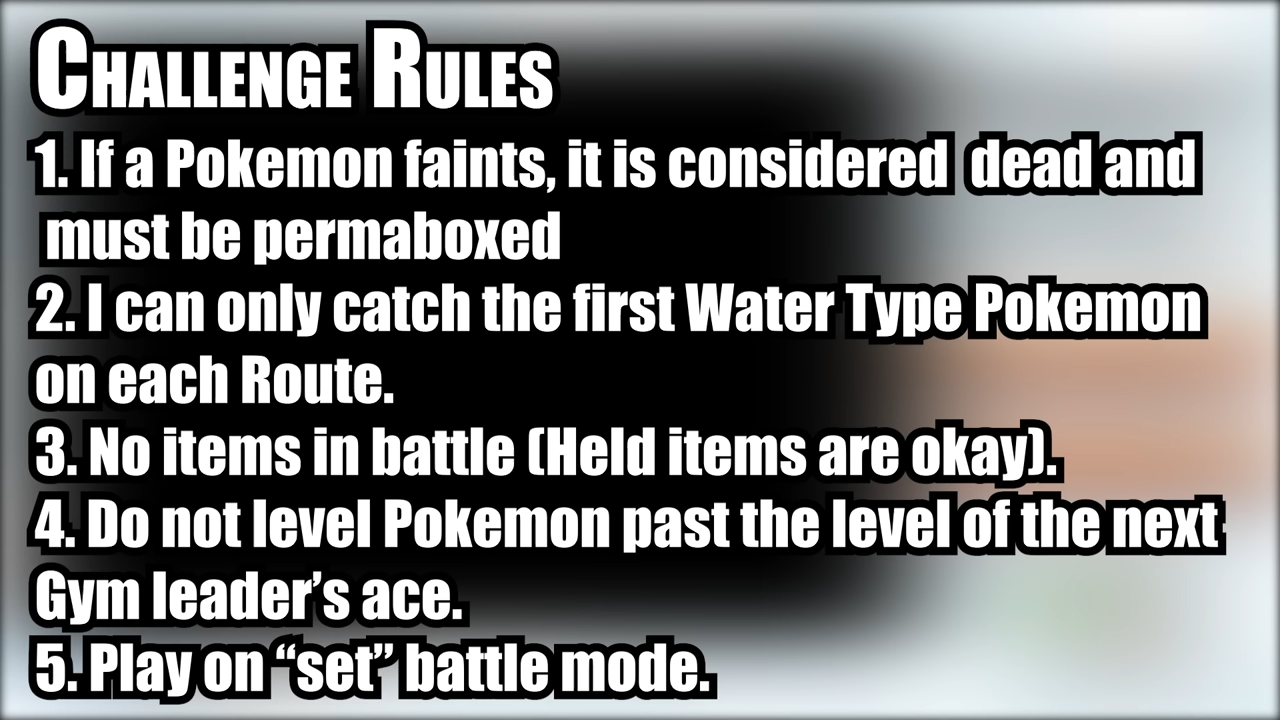 Challenge Rules
1. If a Pokemon faints, it is considered dead and
must be permaboxed
2. I can only catch the first Water Type Pokemon
on each Route.
3. No items in battle (Held items are okay).
4. Do not level Pokemon past the level of the next
Gym leader’s ace.
5. Play on “set” battle mode.